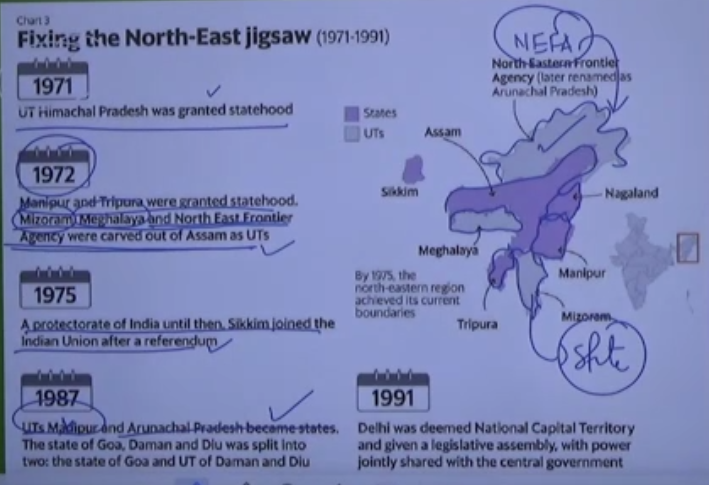 Chart 3
Fixing the North-East jigsaw (1971-1991)
1971
UT Himachal Pradesh was granted statehood
1972
Manipur and Tripura were granted statehood.
Mizoram, Meghalaya and North East Frontier
Agency were carved out of Assam as UTs
1975
A protectorate of India until then, Sikkim joined the
Indian Union after a referendum
1987
UTs and Arunachal Pradesh became states.
The state of Goa, Daman and Diu was split into
two: the state of Goa and UT of Daman and Diu
NEFA
North Eastern Frontier
Agency (later renamed as
Arunachal Pradesh)
States
UTs
Assam
Sikkim
Nagaland
Meghalaya
Manipur
By 1975, the
north-eastern region
achieved its current
boundaries
Tripura
Mizoram
1991
Delhi was deemed National Capital Territory
and given a legislative assembly, with power
jointly shared with the central government